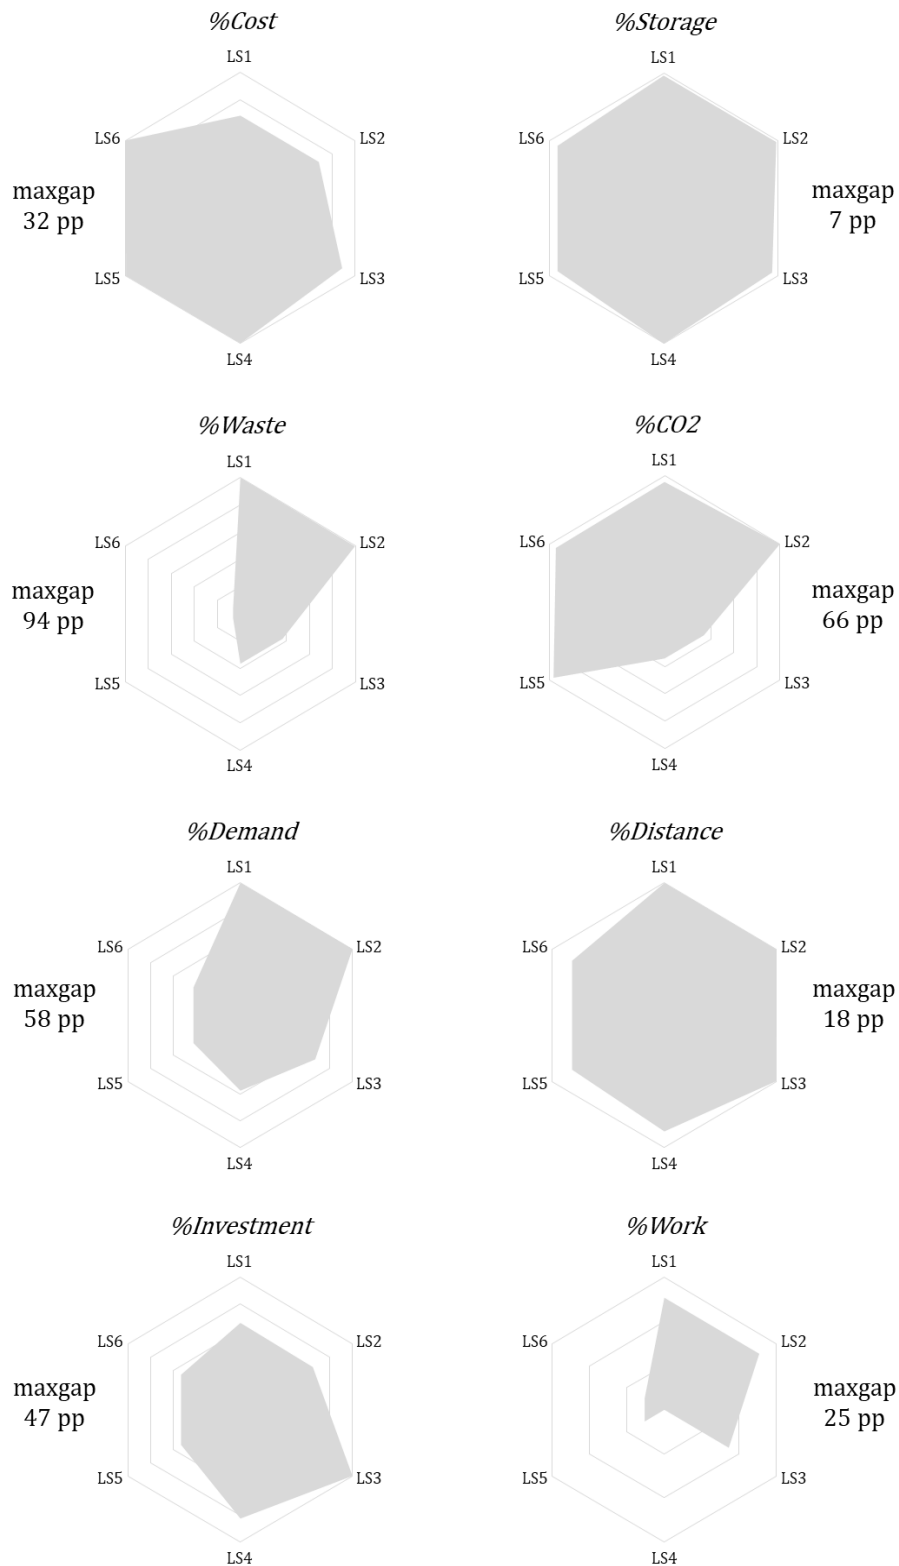 %Cost
LS1
LS2
LS3
LS4
LS5
LS6
maxgap
32 pp
%Storage
LS1
LS2
LS3
LS4
LS5
LS6
maxgap
7 pp
%Waste
LS1
LS2
LS3
LS4
LS5
LS6
maxgap
94 pp
%CO2
LS1
LS2
LS3
LS4
LS5
LS6
maxgap
66 pp
%Demand
LS1
LS2
LS3
LS4
LS5
LS6
maxgap
58 pp
%Distance
LS1
LS2
LS3
LS4
LS5
LS6
maxgap
18 pp
%Investment
LS1
LS2
LS3
LS4
LS5
LS6
maxgap
47 pp
%Work
LS1
LS2
LS3
LS4
LS5
LS6
maxgap
25 pp